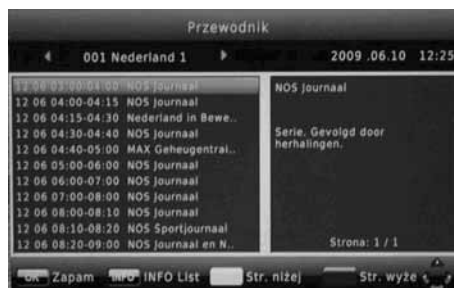 Przewodnik
001 Nederland 1 2009 .06.10 12:25
12 06 03:00-04:00 NOS Journaal
12 06 04:00-04:15 NOS Journaal
12 06 04:15-04:30 Nederland in Bewe..
12 06 04:30-04:40 NOS Journaal
12 06 04:40-05:00 MAX Geheugentrai..
12 06 05:00-06:00 NOS Journaal
12 06 06:00-07:00 NOS Journaal
12 06 07:00-08:00 NOS Journaal
12 06 08:00-08:10 NOS Journaal
12 06 08:10-08:20 NOS Sportjournaal
12 06 08:20-09:00 NOS Journaal en N..
NOS Journaal
Serie. Gevolgd door
herhalingen.
Strona: 1 / 1
OK Zapam INFO INFO List Str. niżej Str. wyże